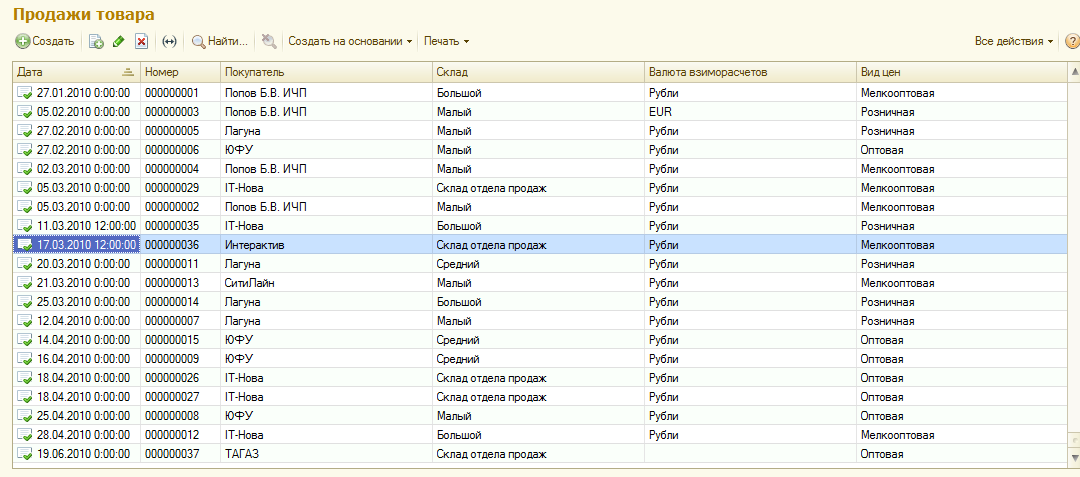 Продажи товара
Создать Найти... Создать на основании Печать Все действия ?
Дата Номер Покупатель Склад Валюта взиморасчетов Вид цен
27.01.2010 0:00:00 000000001 Попов Б.В. ИЧП Большой Рубли Мелкооптовая
05.02.2010 0:00:00 000000003 Попов Б.В. ИЧП Малый EUR Розничная
27.02.2010 0:00:00 000000005 Лагуна Малый Рубли Розничная
27.02.2010 0:00:00 000000006 ЮФУ Малый Рубли Оптовая
02.03.2010 0:00:00 000000004 Попов Б.В. ИЧП Малый Рубли Мелкооптовая
05.03.2010 0:00:00 000000029 IT-Нова Склад отдела продаж Рубли Мелкооптовая
05.03.2010 0:00:00 000000002 Попов Б.В. ИЧП Малый Рубли Мелкооптовая
11.03.2010 12:00:00 000000035 IT-Нова Большой Рубли Розничная
17.03.2010 12:00:00 000000036 Интерактив Склад отдела продаж Рубли Мелкооптовая
20.03.2010 0:00:00 000000011 Лагуна Средний Рубли Розничная
21.03.2010 0:00:00 000000013 СитиЛайн Малый Рубли Мелкооптовая
25.03.2010 0:00:00 000000014 Лагуна Большой Рубли Розничная
12.04.2010 0:00:00 000000007 Лагуна Малый Рубли Розничная
14.04.2010 0:00:00 000000015 ЮФУ Средний Рубли Оптовая
16.04.2010 0:00:00 000000009 ЮФУ Средний Рубли Оптовая
18.04.2010 0:00:00 000000026 IT-Нова Склад отдела продаж Рубли Оптовая
18.04.2010 0:00:00 000000027 IT-Нова Склад отдела продаж Рубли Оптовая
25.04.2010 0:00:00 000000008 ЮФУ Малый Рубли Оптовая
28.04.2010 0:00:00 000000012 IT-Нова Большой Рубли Мелкооптовая
19.06.2010 0:00:00 000000037 ТАГАЗ Склад отдела продаж Оптовая